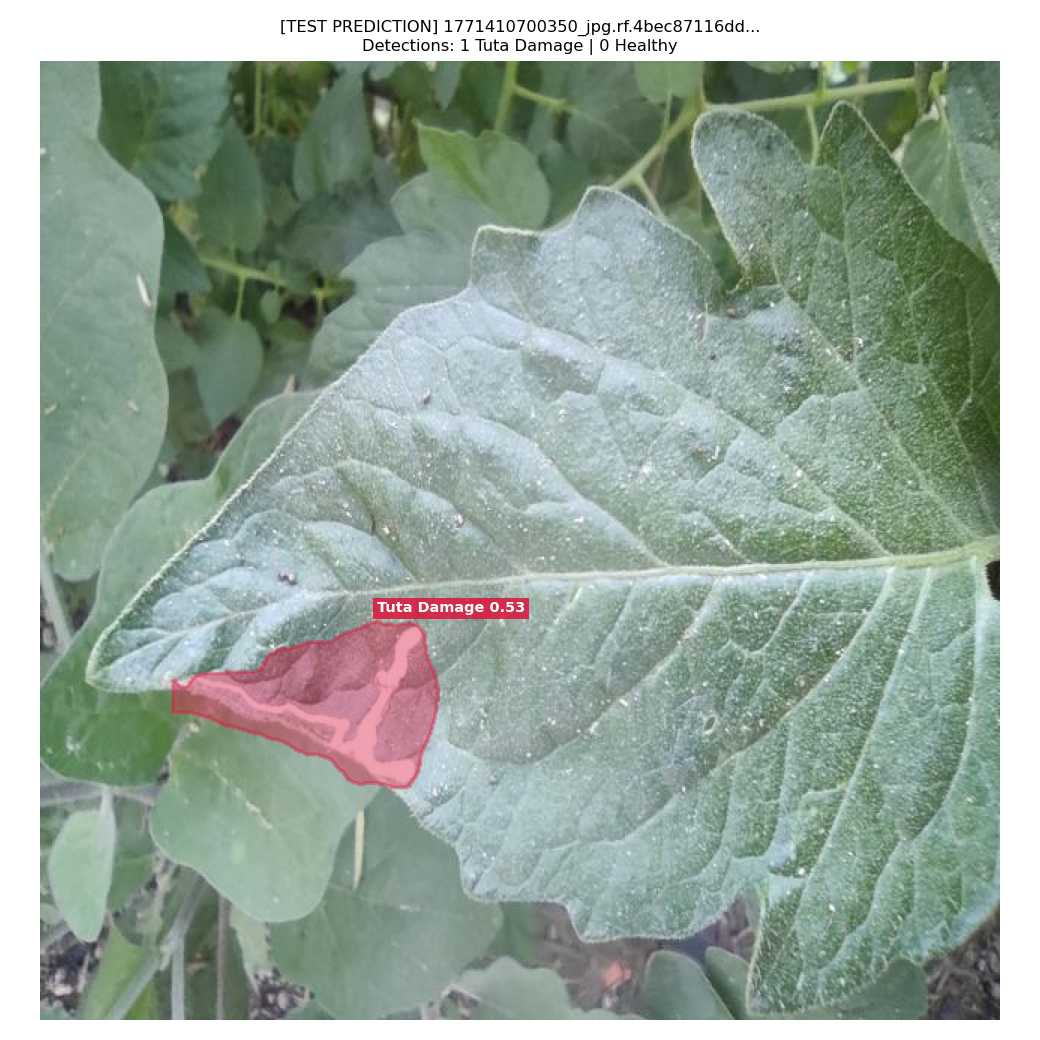 [TEST PREDICTION] 1771410700350_jpg.rf.4bec87116dd...
Detections: 1 Tuta Damage | 0 Healthy
Tuta Damage 0.53